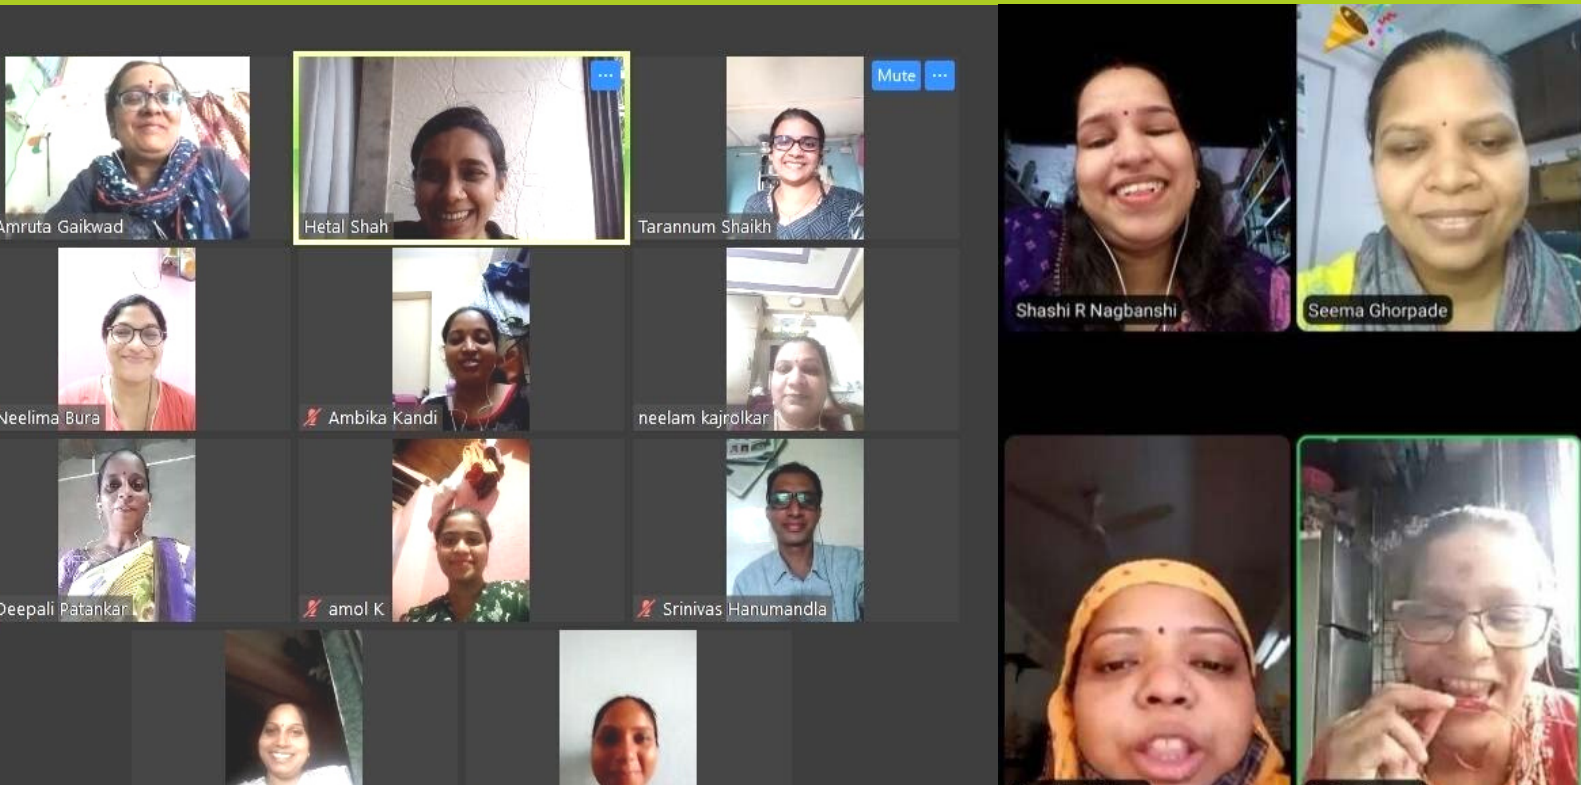 Mute
Amruta Gaikwad
Hetal Shah
Tarannum Shaikh
Shashi R Nagbanshi
Seema Ghorpade
Neelima Bura
Ambika Kandi
neelam kajrolkar
Deepali Patankar
amol K
Srinivas Hanumandla